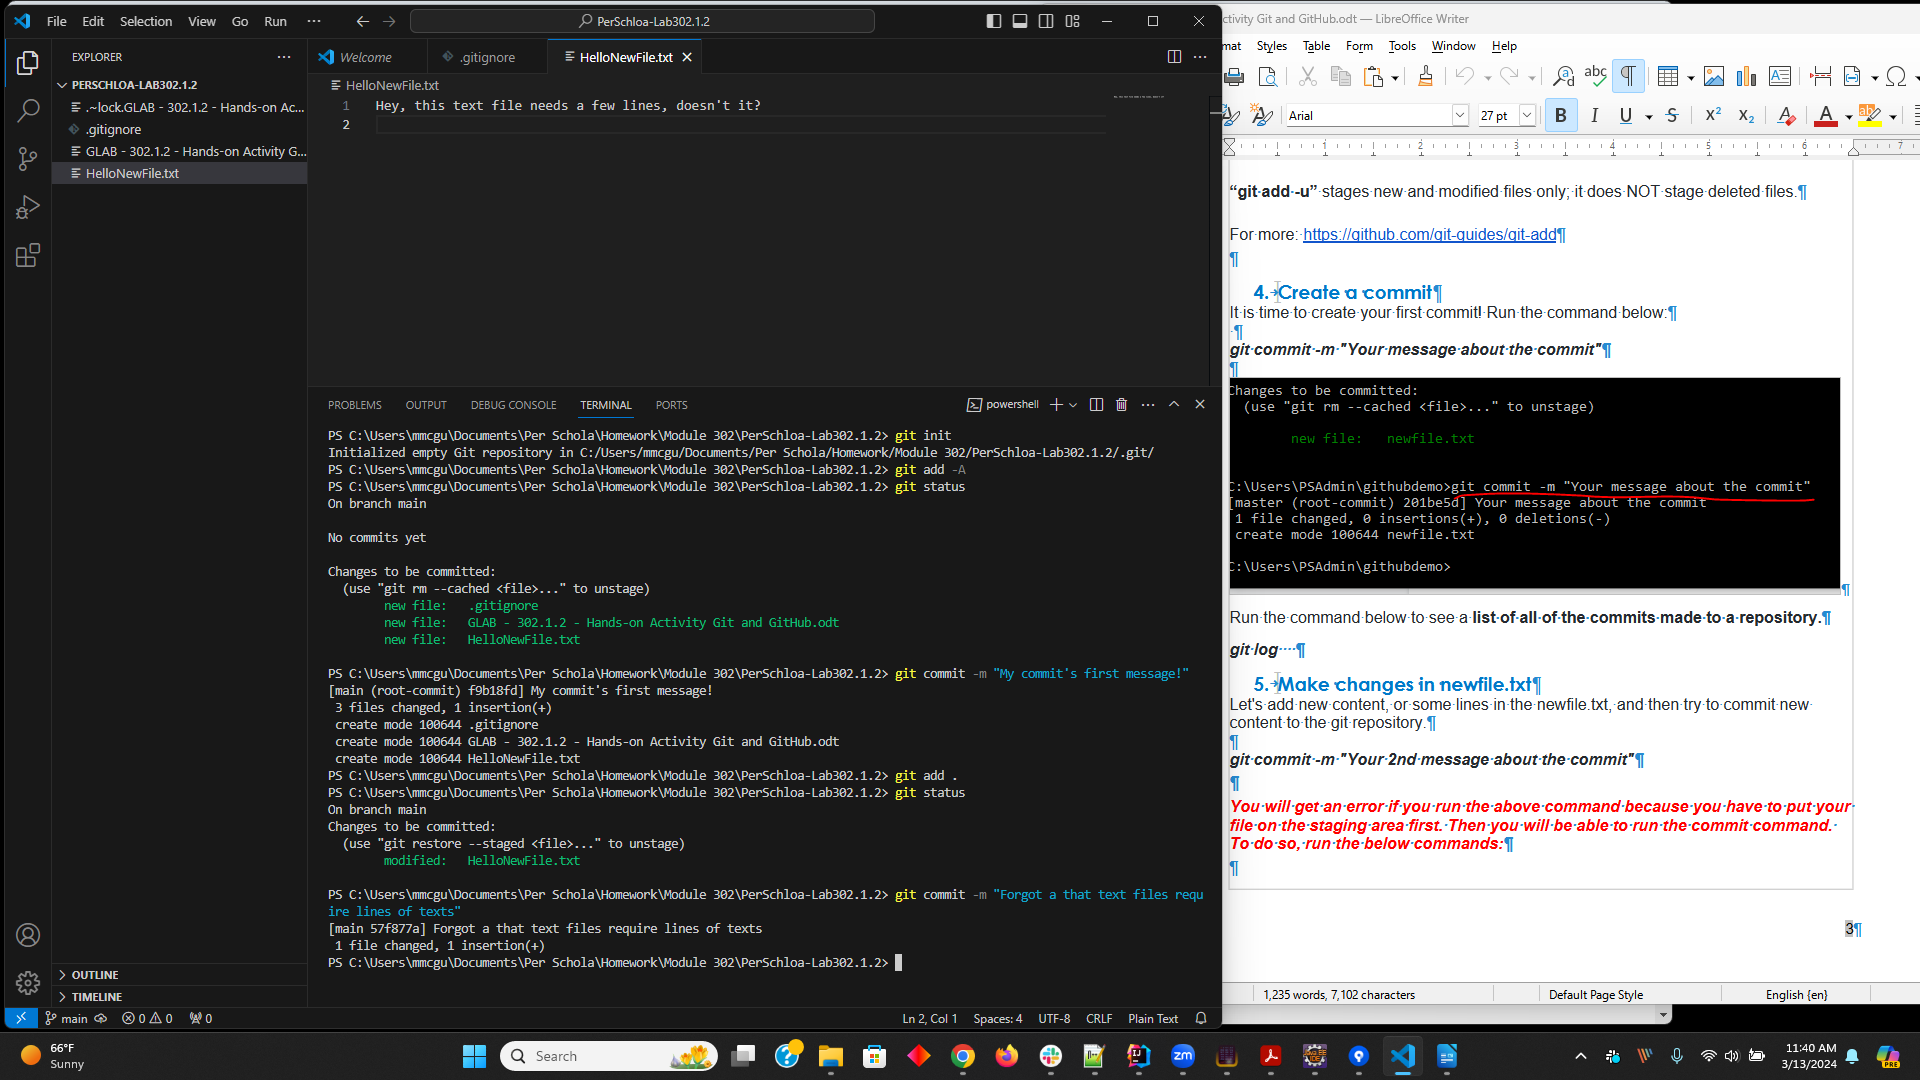 File Edit Selection View Go Run ···
PerSchloa-Lab302.1.2
EXPLORER
PERSCHLOA-LAB302.1.2
.~lock.GLAB - 302.1.2 - Hands-on Ac...
.gitignore
GLAB - 302.1.2 - Hands-on Activity G...
HelloNewFile.txt
OUTLINE
TIMELINE
Welcome
.gitignore
HelloNewFile.txt
HelloNewFile.txt
1 Hey, this text file needs a few lines, doesn't it?
2
PROBLEMS OUTPUT DEBUG CONSOLE TERMINAL PORTS
powershell
PS C:\Users\mmcgu\Documents\Per Schola\Homework\Module 302\PerSchloa-Lab302.1.2> git init
Initialized empty Git repository in C:/Users/mmcgu/Documents/Per Schola/Homework/Module 302/PerSchloa-Lab302.1.2/.git/
PS C:\Users\mmcgu\Documents\Per Schola\Homework\Module 302\PerSchloa-Lab302.1.2> git add -A
PS C:\Users\mmcgu\Documents\Per Schola\Homework\Module 302\PerSchloa-Lab302.1.2> git status
On branch main
No commits yet
Changes to be committed:
(use "git rm --cached <file>..." to unstage)
new file:   .gitignore
new file:   GLAB - 302.1.2 - Hands-on Activity Git and GitHub.odt
new file:   HelloNewFile.txt
PS C:\Users\mmcgu\Documents\Per Schola\Homework\Module 302\PerSchloa-Lab302.1.2> git commit -m "My commit's first message!"
[main (root-commit) f9b18fd] My commit's first message!
3 files changed, 1 insertion(+)
create mode 100644 .gitignore
create mode 100644 GLAB - 302.1.2 - Hands-on Activity Git and GitHub.odt
create mode 100644 HelloNewFile.txt
PS C:\Users\mmcgu\Documents\Per Schola\Homework\Module 302\PerSchloa-Lab302.1.2> git add .
PS C:\Users\mmcgu\Documents\Per Schola\Homework\Module 302\PerSchloa-Lab302.1.2> git status
On branch main
Changes to be committed:
(use "git restore --staged <file>..." to unstage)
modified:   HelloNewFile.txt
PS C:\Users\mmcgu\Documents\Per Schola\Homework\Module 302\PerSchloa-Lab302.1.2> git commit -m "Forgot a that text files requ
ire lines of texts"
[main 57f877a] Forgot a that text files require lines of texts
1 file changed, 1 insertion(+)
PS C:\Users\mmcgu\Documents\Per Schola\Homework\Module 302\PerSchloa-Lab302.1.2>
main 0 0 0 Ln 2, Col 1 Spaces: 4 UTF-8 CRLF Plain Text
ctivity Git and GitHub.odt — LibreOffice Writer
mat Styles Table Form Tools Window Help
Arial 27 pt
1 2 3 4 5 6 7
“git add -u” stages new and modified files only; it does NOT stage deleted files.¶
For more: https://github.com/git-guides/git-add¶
¶
4. Create a commit¶
It is time to create your first commit! Run the command below:¶
¶
git commit -m "Your message about the commit"¶
¶
Changes to be committed:
(use "git rm --cached <file>..." to unstage)
new file:   newfile.txt
C:\Users\PSAdmin\githubdemo>git commit -m "Your message about the commit"
[master (root-commit) 201be5d] Your message about the commit
1 file changed, 0 insertions(+), 0 deletions(-)
create mode 100644 newfile.txt
C:\Users\PSAdmin\githubdemo>
¶
Run the command below to see a list of all of the commits made to a repository.¶
git log ¶
5. Make changes in newfile.txt¶
Let's add new content, or some lines in the newfile.txt, and then try to commit new
content to the git repository.¶
¶
git commit -m "Your 2nd message about the commit"¶
¶
You will get an error if you run the above command because you have to put your
file on the staging area first. Then you will be able to run the commit command.
To do so, run the below commands:¶
¶
3¶
1,235 words, 7,102 characters Default Page Style English {en}
66°F
Sunny
Search
11:40 AM
3/13/2024